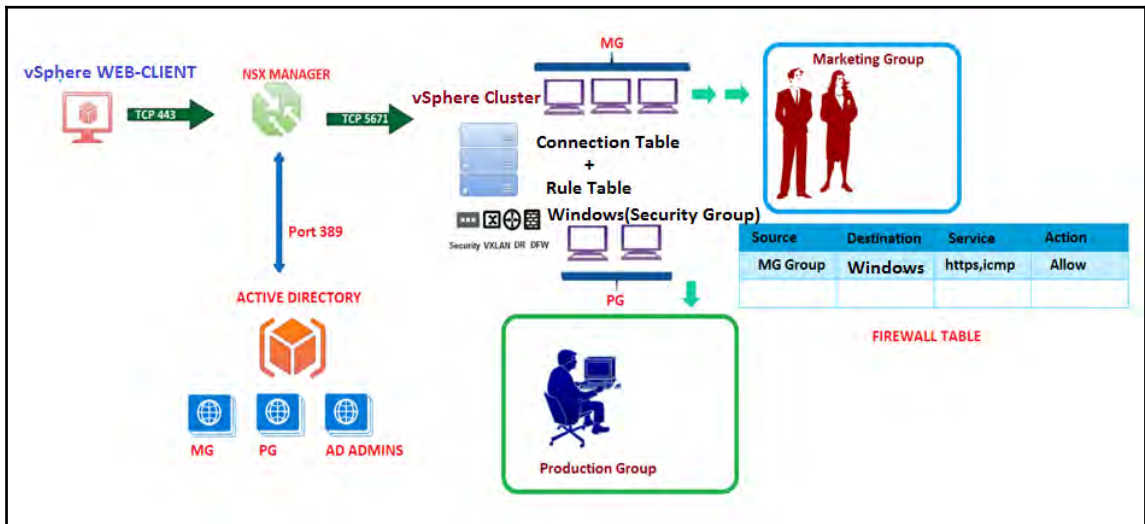 MG
vSphere WEB-CLIENT
NSX MANAGER
TCP 443
TCP 5671
vSphere Cluster
Marketing Group
Connection Table
+
Rule Table
Windows(Security Group)
Security VXLAN DR DFW
PG
Port 389
ACTIVE DIRECTORY
MG PG AD ADMINS
Source Destination Service Action
MG Group Windows https,icmp Allow
FIREWALL TABLE
Production Group